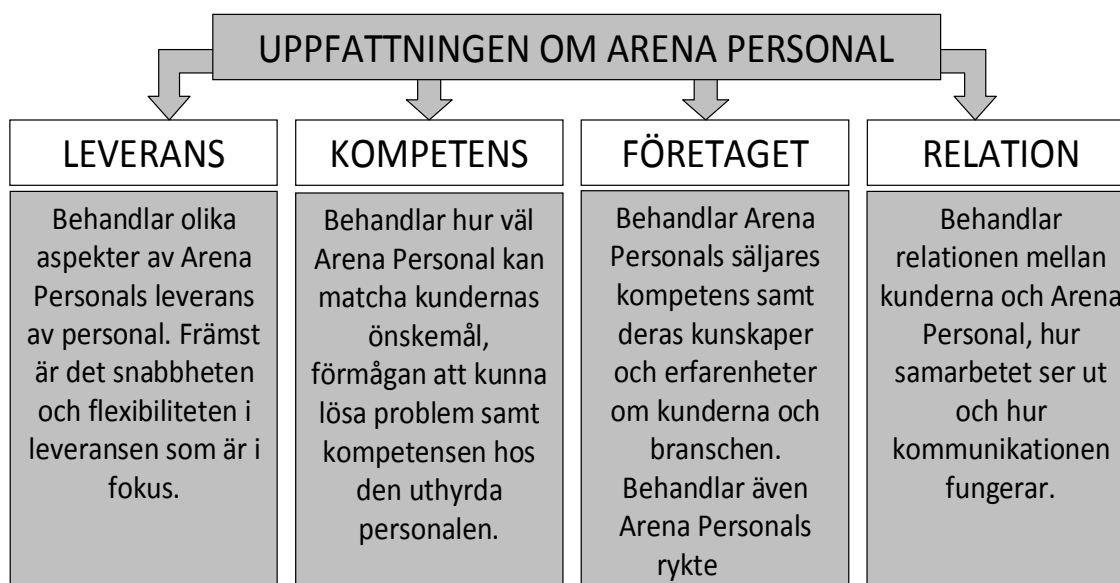 UPPFATTNINGEN OM ARENA PERSONAL
LEVERANS
Behandlar olika
aspekter av Arena
Personals leverans
av personal. Främst
är det snabbheten
och flexibiliteten i
leveransen som är i
fokus.
KOMPETENS
Behandlar hur väl
Arena Personal kan
matcha kundernas
önskemål,
förmågan att kunna
lösa problem samt
kompetensen hos
den uthyrda
personalen.
FÖRETAGET
Behandlar Arena
Personals säljares
kompetens samt
deras kunskaper
och erfarenheter
om kunderna och
branschen.
Behandlar även
Arena Personals
rykte
RELATION
Behandlar
relationen mellan
kunderna och Arena
Personal, hur
samarbetet ser ut
och hur
kommunikationen
fungerar.